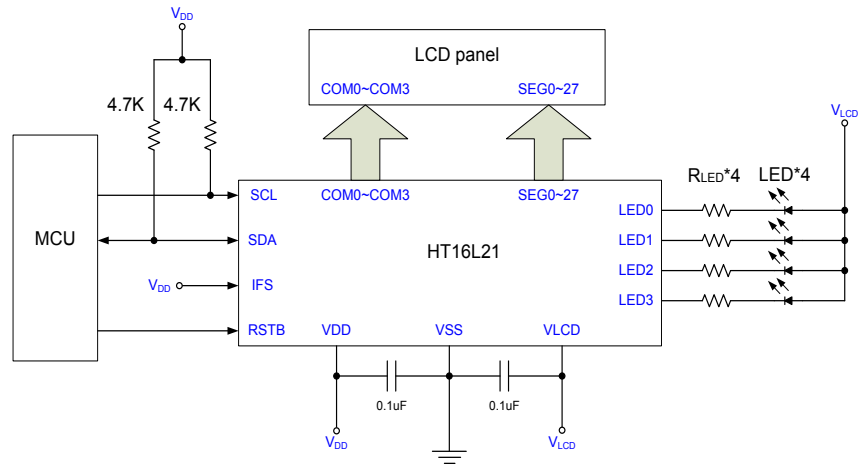 VDD
LCD panel
COM0~COM3 SEG0~27
4.7K 4.7K
VLCD
MCU
SCL COM0~COM3 SEG0~27
RLED*4 LED*4
LED0
SDA HT16L21 LED1
LED2
VDD IFS
LED3
RSTB VDD VSS VLCD
0.1uF 0.1uF
VDD VLCD